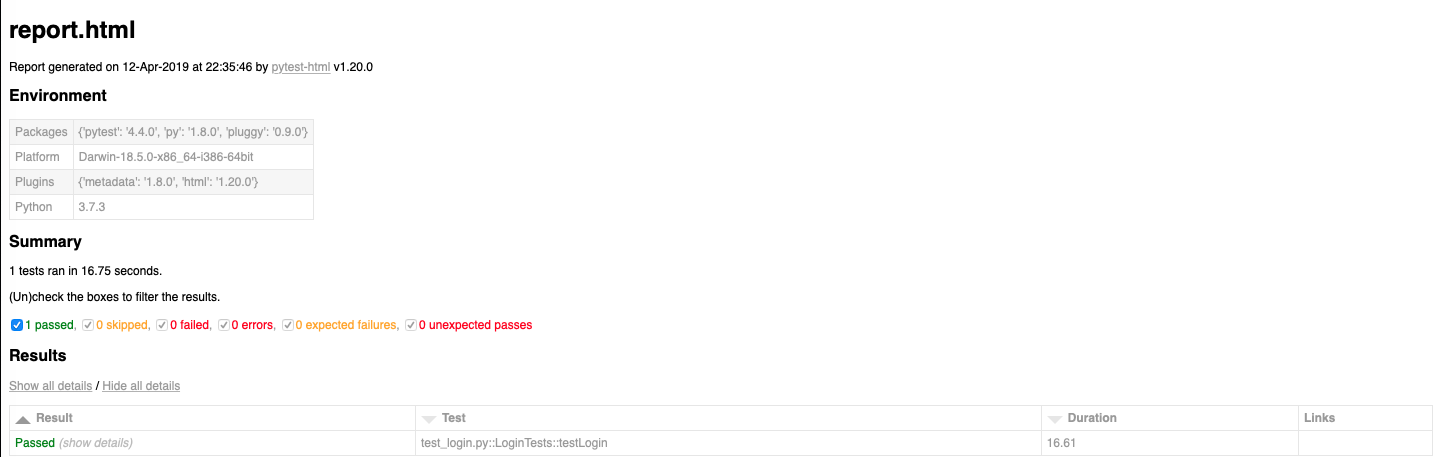 report.html
Report generated on 12-Apr-2019 at 22:35:46 by pytest-html v1.20.0
Environment
Packages {'pytest': '4.4.0', 'py': '1.8.0', 'pluggy': '0.9.0'}
Platform Darwin-18.5.0-x86_64-i386-64bit
Plugins {'metadata': '1.8.0', 'html': '1.20.0'}
Python 3.7.3
Summary
1 tests ran in 16.75 seconds.
(Un)check the boxes to filter the results.
1 passed, 0 skipped, 0 failed, 0 errors, 0 expected failures, 0 unexpected passes
Results
Show all details / Hide all details
Result Test Duration Links
Passed (show details) test_login.py::LoginTests::testLogin 16.61